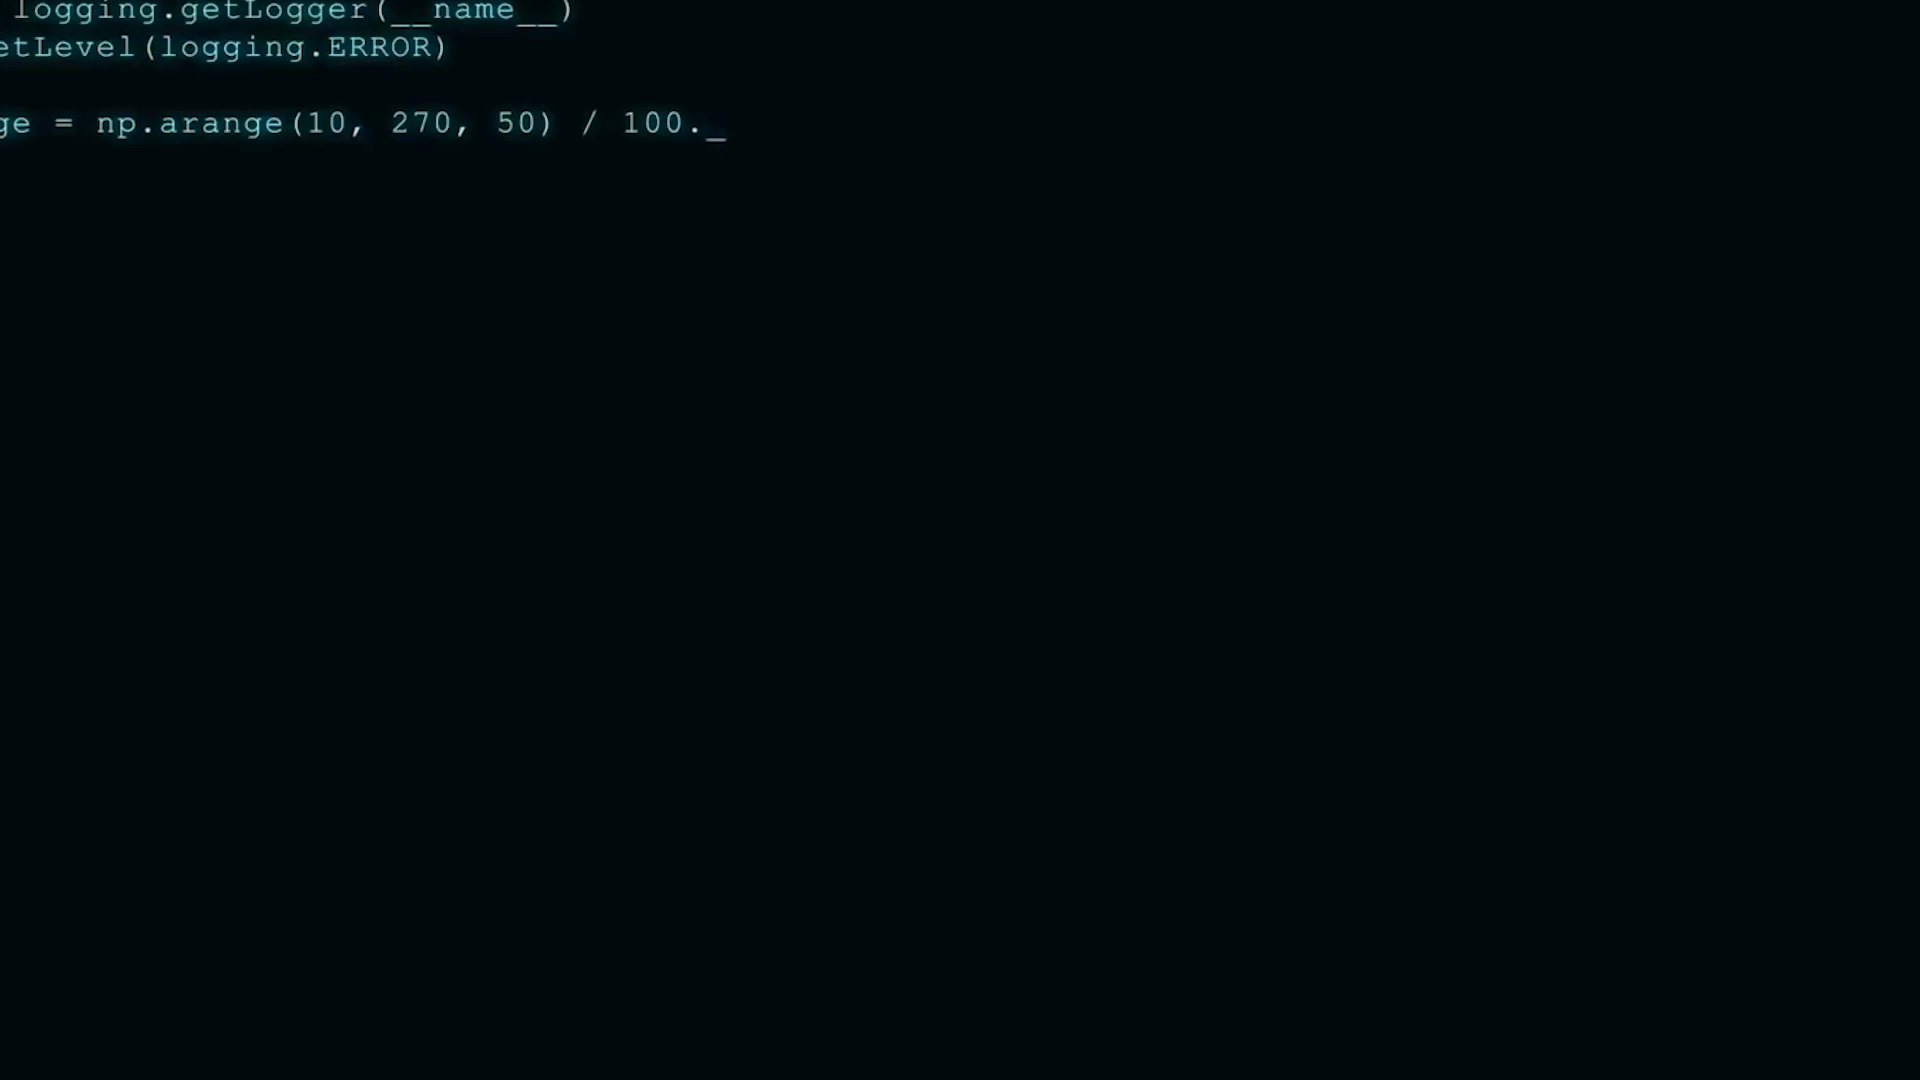 logging.getLogger(__name__)
etLevel(logging.ERROR)
ge = np.arange(10, 270, 50) / 100._